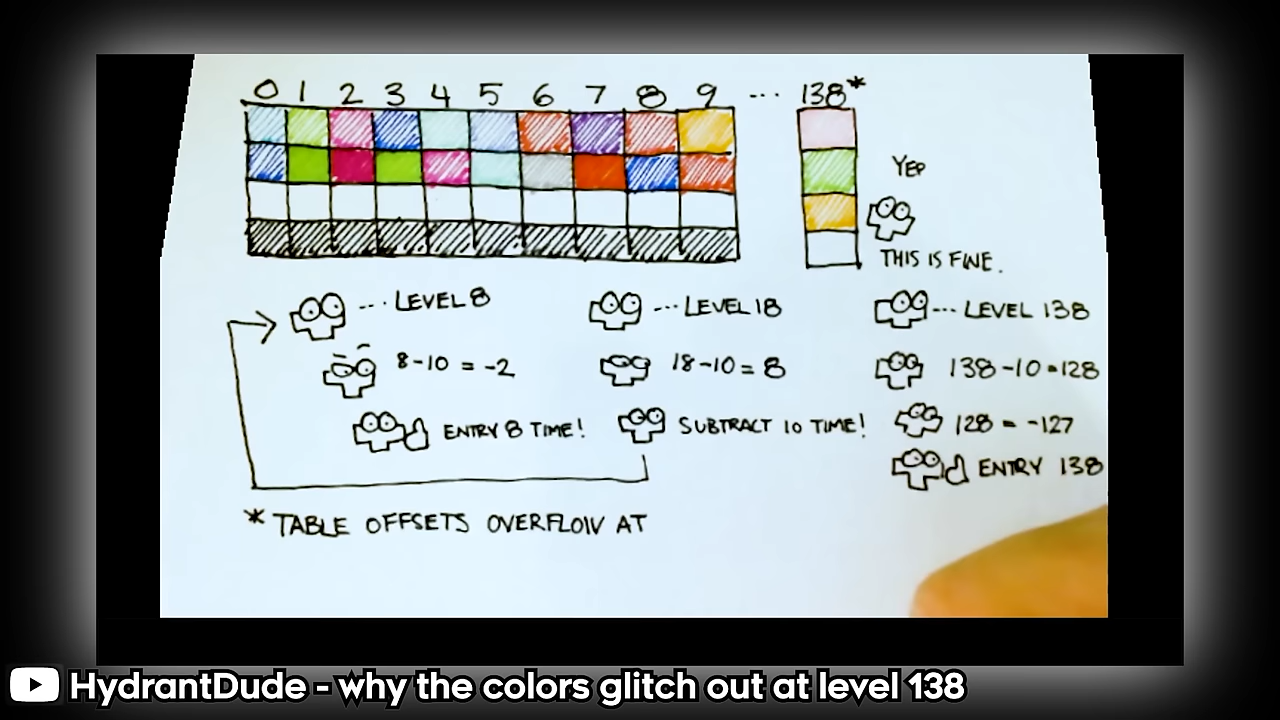 0 1 2 3 4 5 6 7 8 9 ... 138*
YEP
THIS IS FINE.
... LEVEL 8
8-10 = -2
ENTRY 8 TIME!
... LEVEL 18
18-10 = 8
SUBTRACT 10 TIME!
... LEVEL 138
138-10=128
128 = -127
ENTRY 138
* TABLE OFFSETS OVERFLOW AT
HydrantDude - why the colors glitch out at level 138